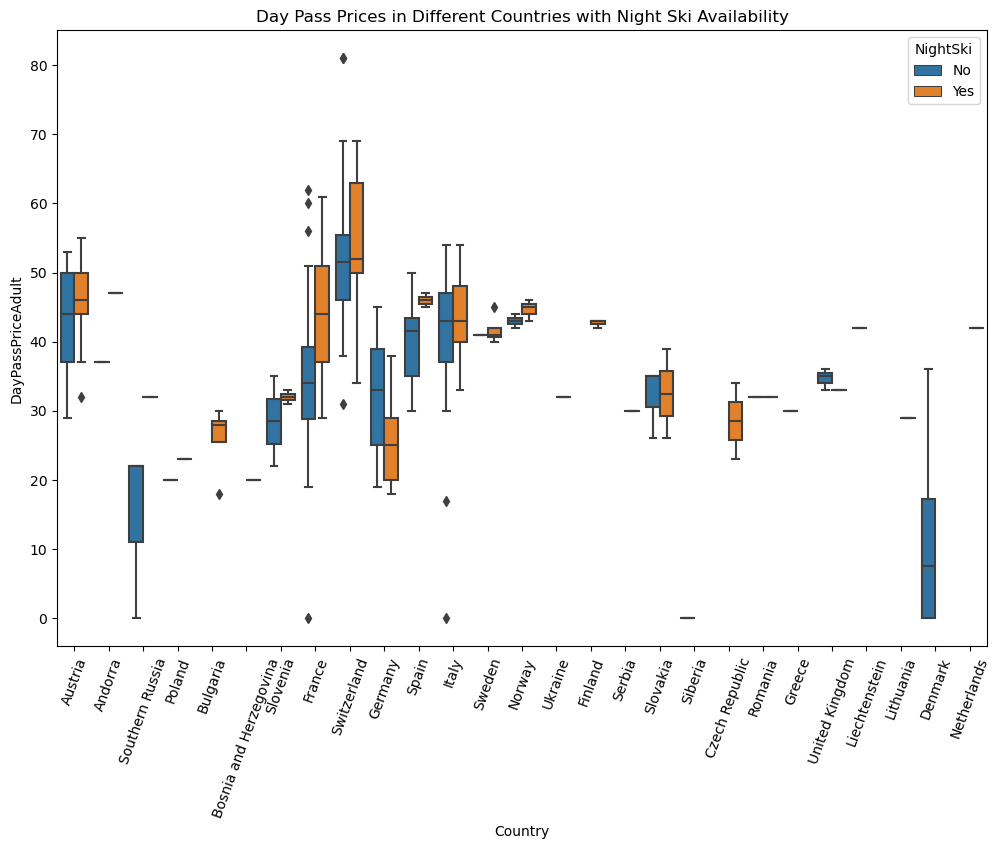 Day Pass Prices in Different Countries with Night Ski Availability
NightSki
No
Yes
DayPassPriceAdult
80
70
60
50
40
30
20
10
0
Austria
Andorra
Southern Russia
Poland
Bulgaria
Bosnia and Herzegovina
Slovenia
France
Switzerland
Germany
Spain
Italy
Sweden
Norway
Ukraine
Finland
Serbia
Slovakia
Siberia
Czech Republic
Romania
Greece
United Kingdom
Liechtenstein
Lithuania
Denmark
Netherlands
Country